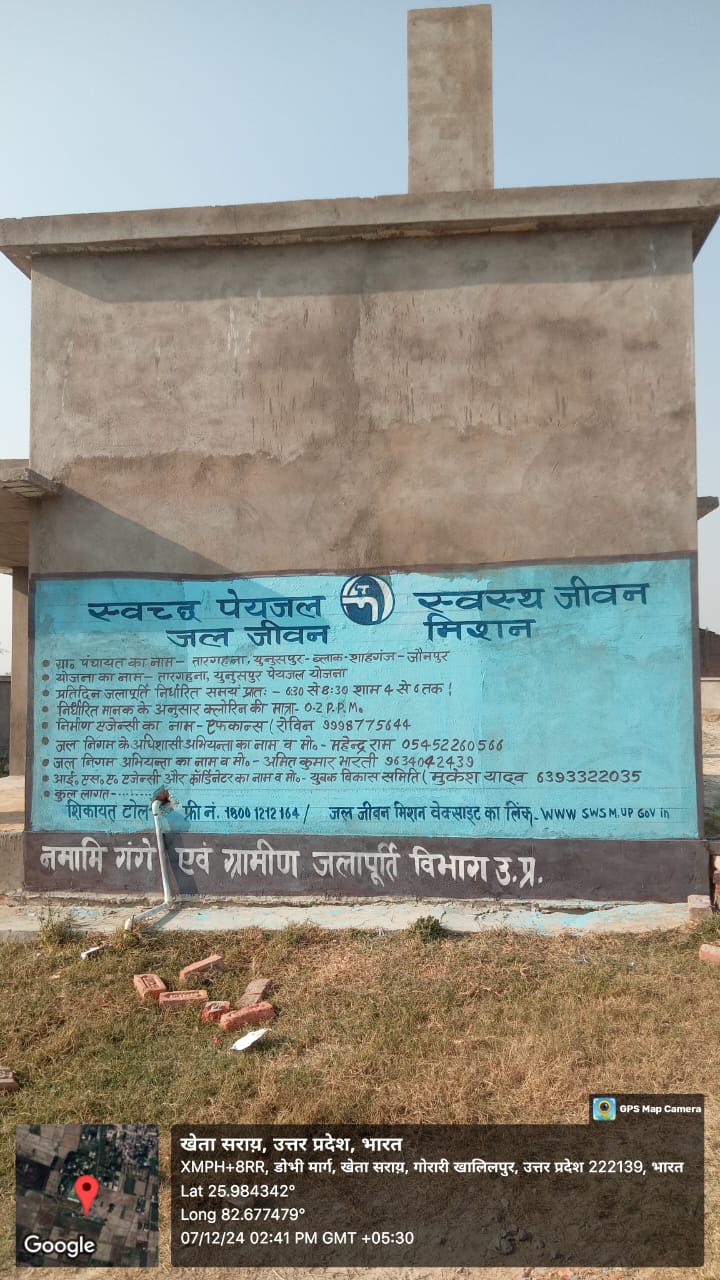 स्वच्छ पेयजल स्वस्थ जीवन
जल जीवन मिशन
ग्रा० पंचायत का नाम– तारगहना, युनुसपुर-ब्लाक-शाहगंज-जौनपुर
योजना का नाम– तारगहना, युनुसपुर पेयजल योजना
प्रतिदिन जलापूर्ति निर्धारित समय प्रतः - 6:30 से 8:30 शाम 4 से 6 तक !
निर्धारित मानक के अनुसार क्लोरिन की मात्रा- 0.2 P.P.M.
निर्माण एजेन्सी का नाम- एफकान्स ( रोविन 9998775644
जल निगम के अधिशासी अभियन्ता का नाम व मो०- महेन्द्र राम 05452260566
जल निगम अभियन्ता का नाम व मो०- अमित कुमार भारती 9634042439
आई० एस० ए० एजेन्सी और कोर्डिनेटर का नाम व मो०- युवक विकास समिति ( मुकेश यादव 6393322035
कुल लागत-
शिकायत टोल फ्री नं. 1800 1212 164 / जल जीवन मिशन वेबसाइट का लिंक- WWW SWSM.UP GOV in
नमामि गंगे एवं ग्रामीण जलापूर्ति विभाग उ.प्र.
GPS Map Camera
खेता सराय़, उत्तर प्रदेश, भारत
XMPH+8RR, डोभी मार्ग, खेता सराय़, गोरारी खालिलपुर, उत्तर प्रदेश 222139, भारत
Lat 25.984342°
Long 82.677479°
07/12/24 02:41 PM GMT +05:30
Google